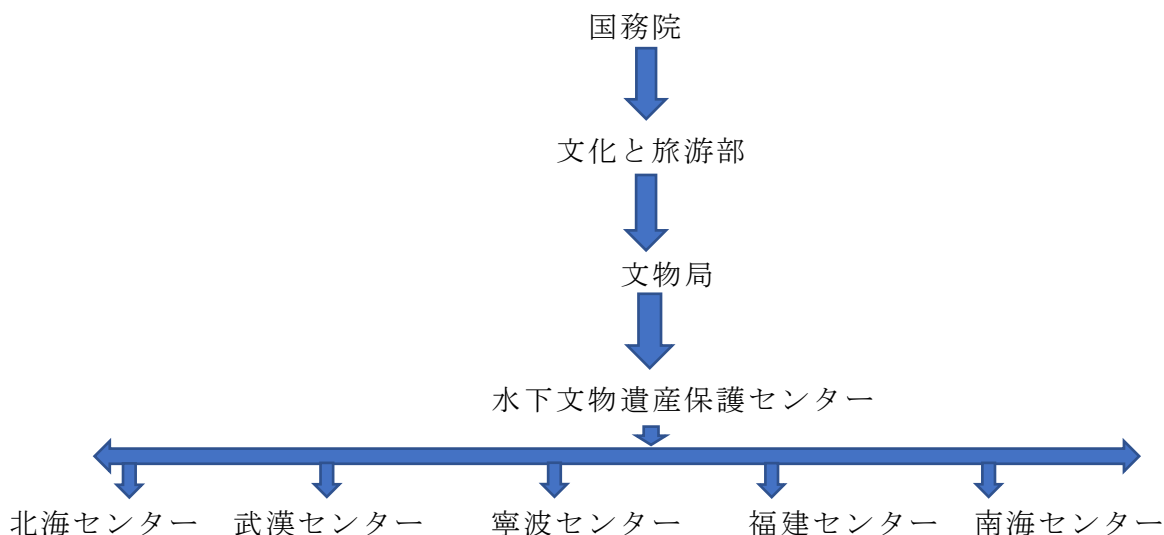 国務院
文化と旅游部
文物局
水下文物遺産保護センター
北海センター 武漢センター 寧波センター 福建センター 南海センター